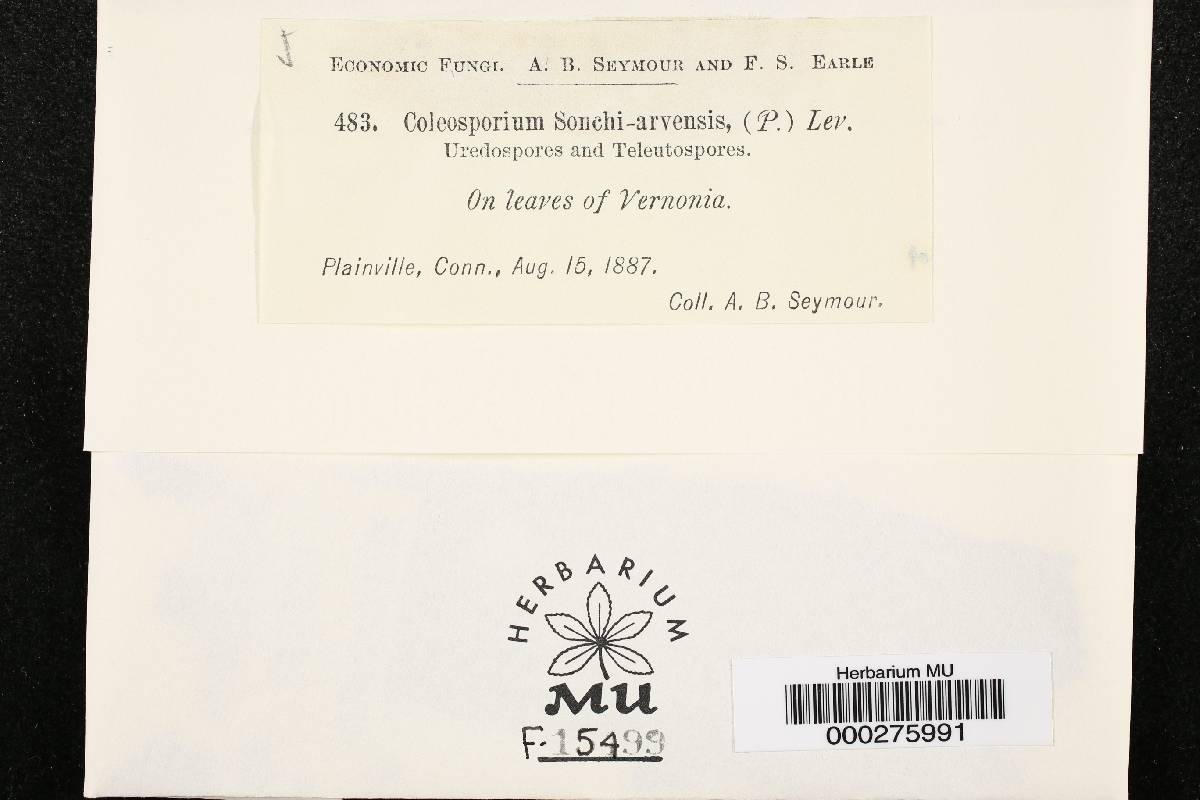 ECONOMIC FUNGI. A. B. SEYMOUR AND F. S. EARLE
483. Coleosporium Sonchi-arvensis, (P.) Lev.
Uredospores and Teleutospores.
On leaves of Vernonia.
Plainville, Conn., Aug. 15, 1887.
Coll. A. B. Seymour.
HERBARIUM
MU
F-15499
Herbarium MU
000275991